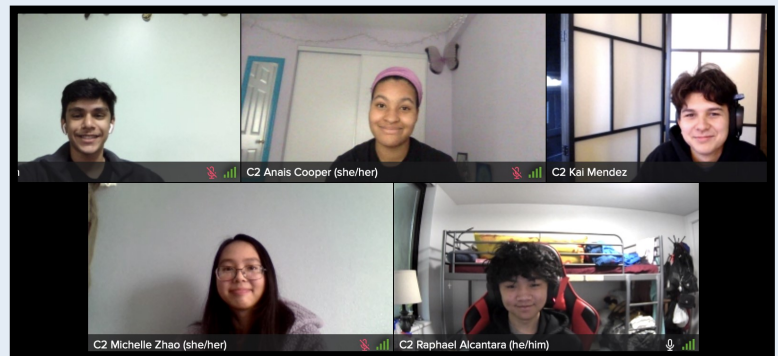 C2 Anais Cooper (she/her)
C2 Kai Mendez
C2 Michelle Zhao (she/her)
C2 Raphael Alcantara (he/him)